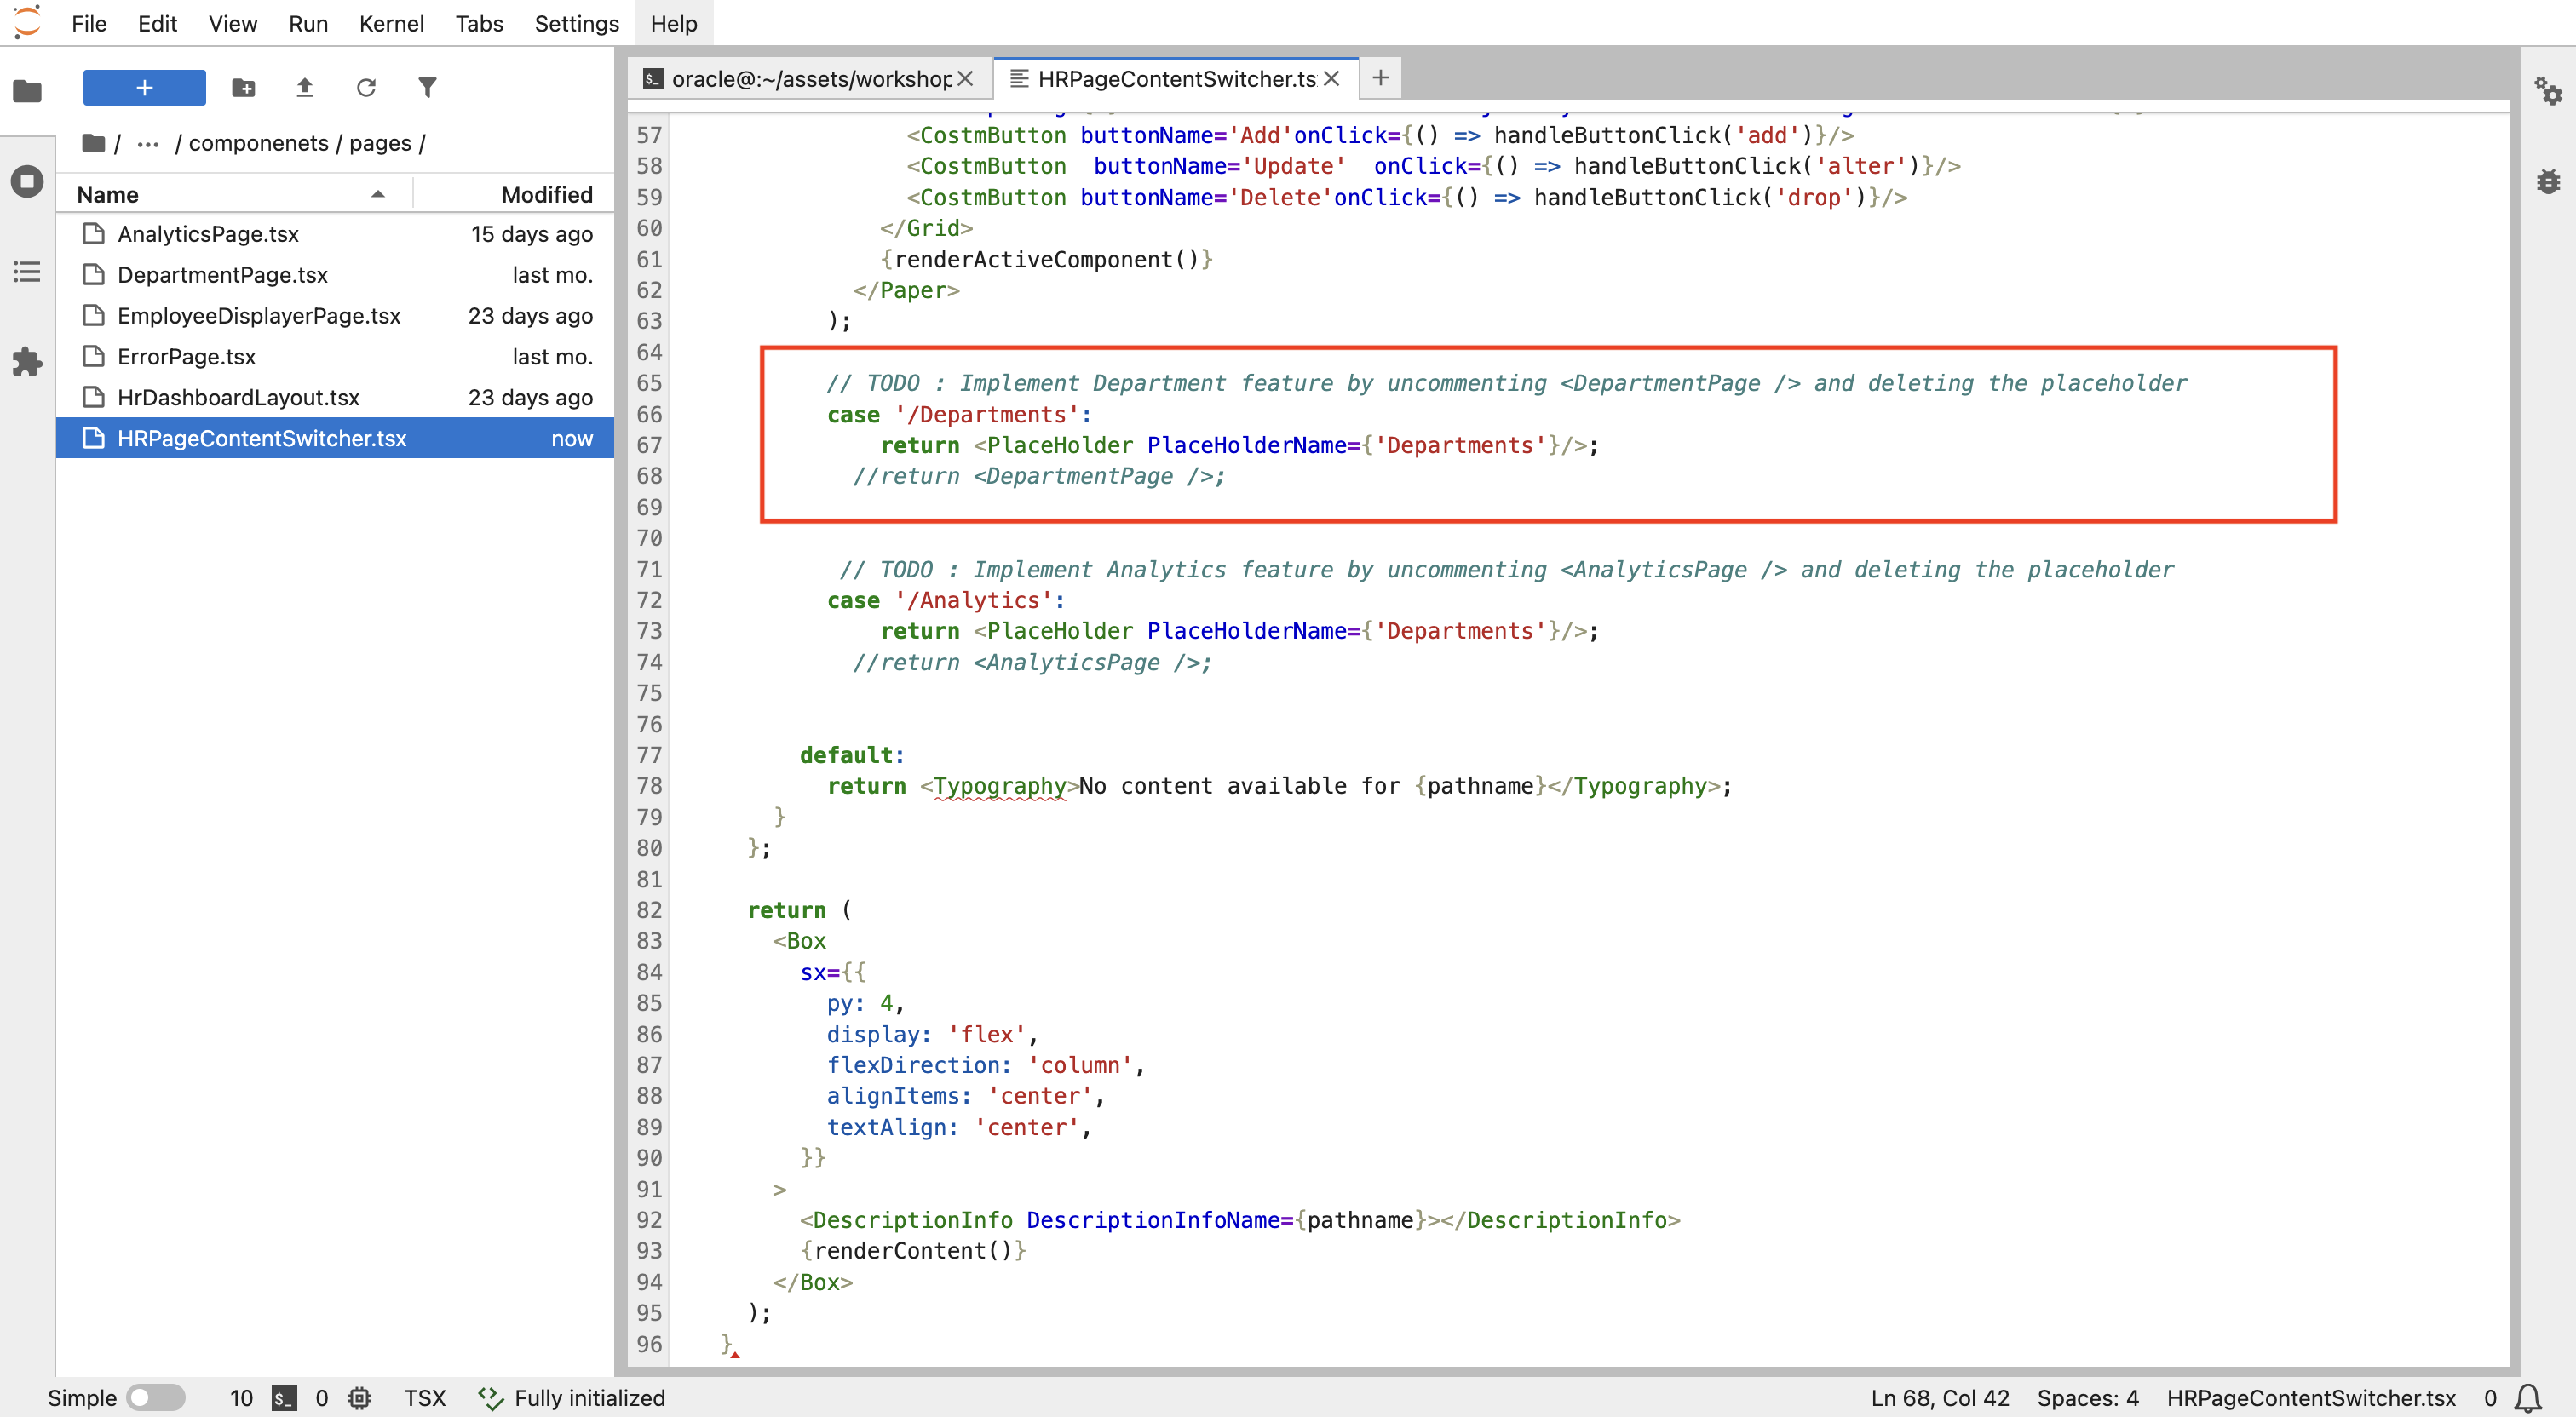 File Edit View Run Kernel Tabs Settings Help
+
/ ... / componenets / pages /
Name Modified
AnalyticsPage.tsx 15 days ago
DepartmentPage.tsx last mo.
EmployeeDisplayerPage.tsx 23 days ago
ErrorPage.tsx last mo.
HrDashboardLayout.tsx 23 days ago
HRPageContentSwitcher.tsx now
oracle@:~/assets/workshop HRPageContentSwitcher.ts +
57 <CostmButton buttonName='Add'onClick={() => handleButtonClick('add')}/>
58 <CostmButton  buttonName='Update'  onClick={() => handleButtonClick('alter')}/>
59 <CostmButton buttonName='Delete'onClick={() => handleButtonClick('drop')}/>
60 </Grid>
61 {renderActiveComponent()}
62 </Paper>
63 );
64
65 // TODO : Implement Department feature by uncommenting <DepartmentPage /> and deleting the placeholder
66 case '/Departments':
67 return <PlaceHolder PlaceHolderName={'Departments'}/>;
68 //return <DepartmentPage />;
69
70
71 // TODO : Implement Analytics feature by uncommenting <AnalyticsPage /> and deleting the placeholder
72 case '/Analytics':
73 return <PlaceHolder PlaceHolderName={'Departments'}/>;
74 //return <AnalyticsPage />;
75
76
77 default:
78 return <Typography>No content available for {pathname}</Typography>;
79 }
80 };
81
82 return (
83 <Box
84 sx={{
85 py: 4,
86 display: 'flex',
87 flexDirection: 'column',
88 alignItems: 'center',
89 textAlign: 'center',
90 }}
91 >
92 <DescriptionInfo DescriptionInfoName={pathname}></DescriptionInfo>
93 {renderContent()}
94 </Box>
95 );
96 }
Simple 10 $_ 0 TSX Fully initialized Ln 68, Col 42 Spaces: 4 HRPageContentSwitcher.tsx 0